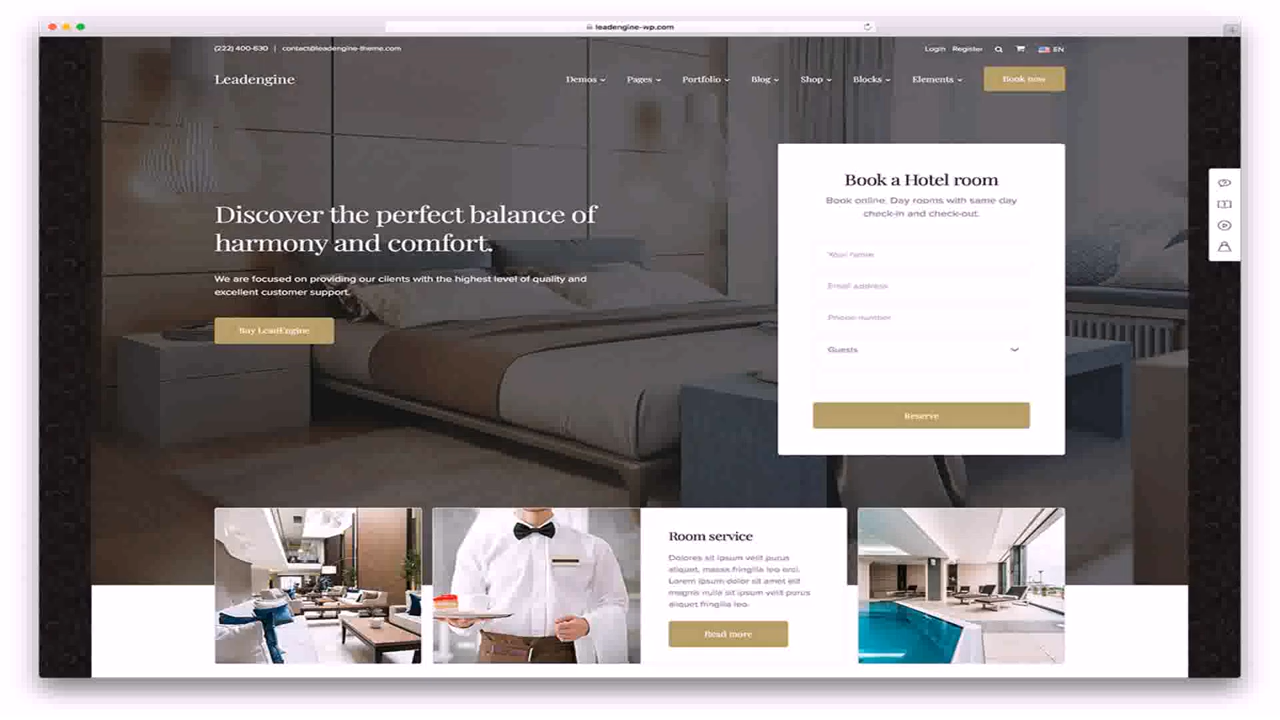 leadengine-wp.com
(222) 400-630 | contact@leadengine-theme.com
Login Register EN
Leadengine
Demos Pages Portfolio Blog Shop Blocks Elements Book now
Discover the perfect balance of
harmony and comfort.
We are focused on providing our clients with the highest level of quality and
excellent customer support.
Buy LeadEngine
Book a Hotel room
Book online. Day rooms with same day
check-in and check-out.
Your name
Email address
Phone number
Guests
Reserve
Room service
Dolores sit ipsum velit purus
aliquet, massa fringilla leo orci.
Lorem ipsum dolor sit amet elit
magnis nulla sit ipsum velit purus
aliquet fringilla leo.
Read more